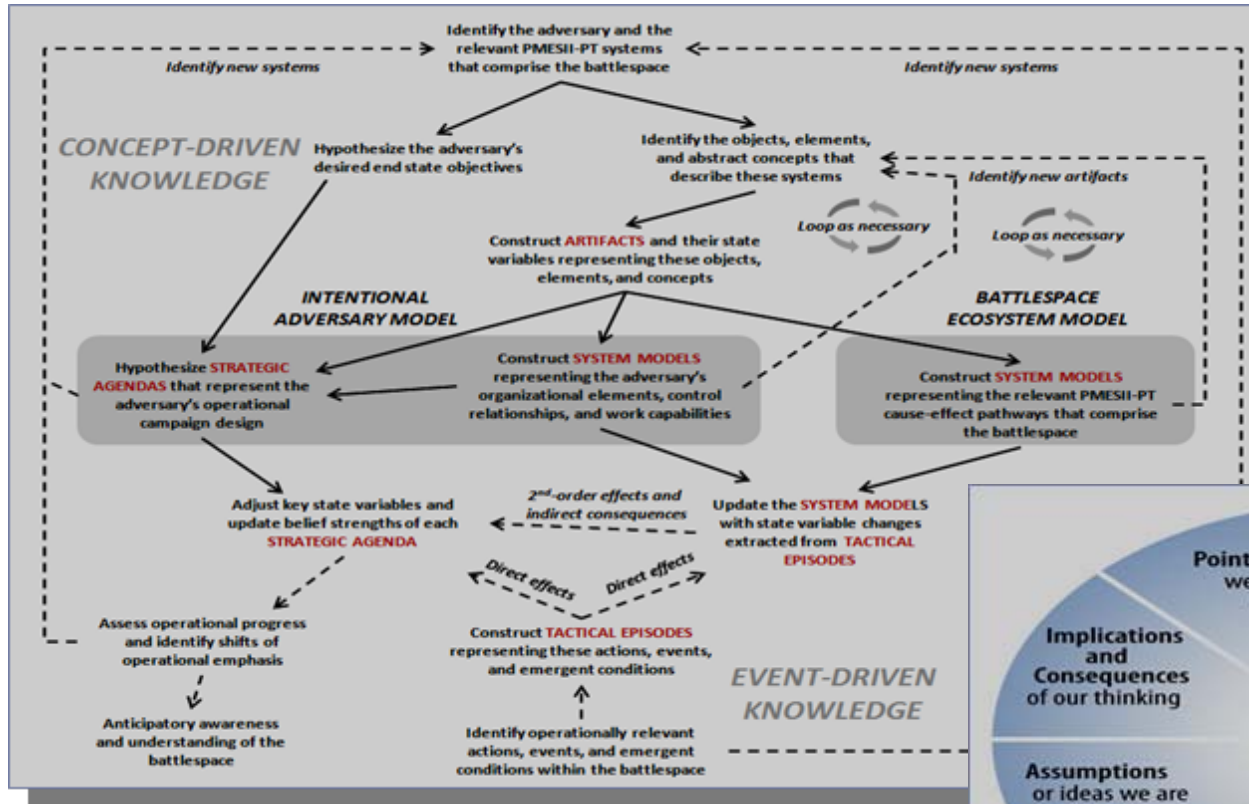 Identify the adversary and the
relevant PMESII-PT systems
that comprise the battlespace
Identify new systems
Identify new systems
CONCEPT-DRIVEN
KNOWLEDGE
Hypothesize the adversary's
desired end state objectives
Identify the objects, elements,
and abstract concepts that
describe these systems
Identify new artifacts
Loop as necessary
Loop as necessary
Construct ARTIFACTS and their state
variables representing these objects,
elements, and concepts
INTENTIONAL
ADVERSARY MODEL
BATTLESPACE
ECOSYSTEM MODEL
Hypothesize STRATEGIC
AGENDAS that represent the
adversary's operational
campaign design
Construct SYSTEM MODELS
representing the adversary's
organizational elements, control
relationships, and work capabilities
Construct SYSTEM MODELS
representing the relevant PMESII-PT
cause-effect pathways that comprise
the battlespace
Adjust key state variables and
update belief strengths of each
STRATEGIC AGENDA
2nd-order effects and
indirect consequences
Update the SYSTEM MODELS
with state variable changes
extracted from TACTICAL
EPISODES
Direct effects
Direct effects
Assess operational progress
and identify shifts of
operational emphasis
Construct TACTICAL EPISODES
representing these actions, events,
and emergent conditions
EVENT-DRIVEN
KNOWLEDGE
Anticipatory awareness
and understanding of the
battlespace
Identify operationally relevant
actions, events, and emergent
conditions within the battlespace
Point
we
Implications
and
Consequences
of our thinking
Assumptions
or ideas we are